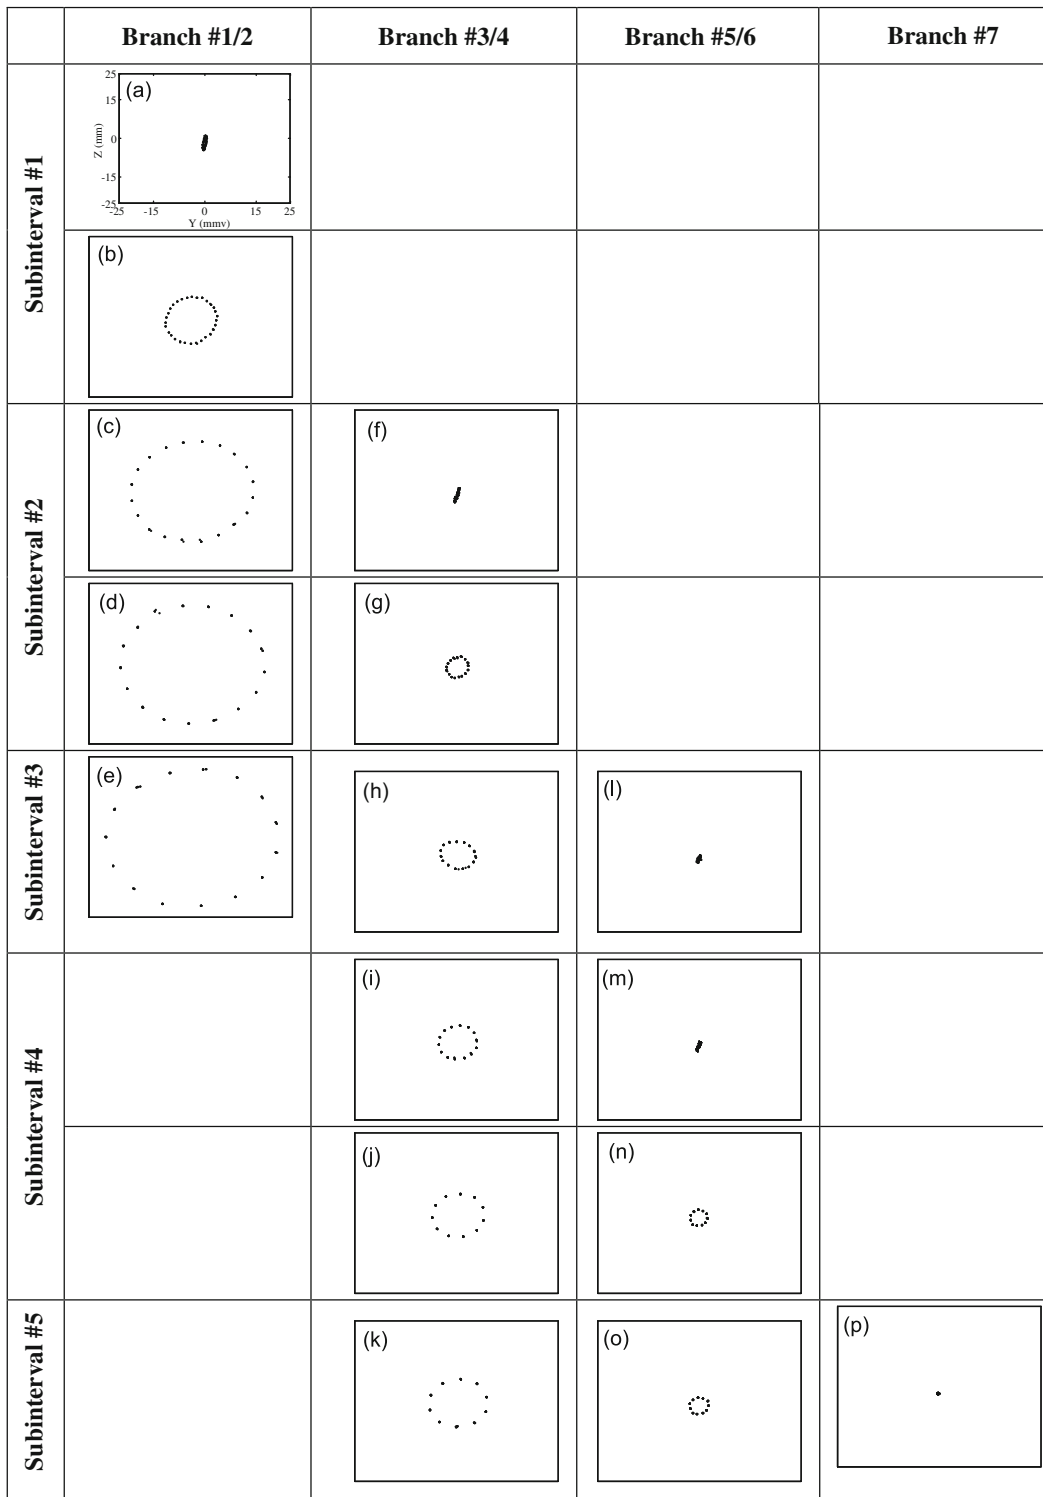 Branch #1/2 Branch #3/4 Branch #5/6 Branch #7
Subinterval #1
(a)
25
15
0
-15
-25
Z (mm)
-25 -15 0 15 25
Y (mmv)
(b)
Subinterval #2
(c) (f)
(d) (g)
Subinterval #3
(e) (h) (l)
Subinterval #4
(i) (m)
(j) (n)
Subinterval #5
(k) (o) (p)